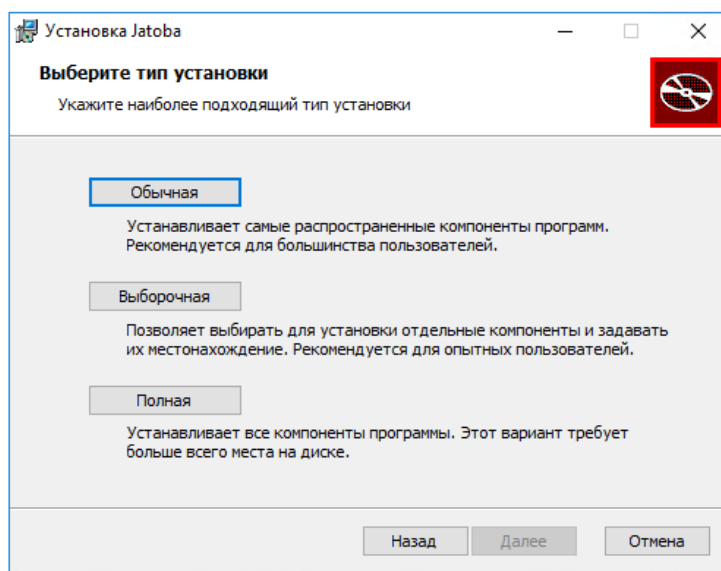 Установка Jatoba
Выберите тип установки
Укажите наиболее подходящий тип установки
Обычная
Устанавливает самые распространенные компоненты программ.
Рекомендуется для большинства пользователей.
Выборочная
Позволяет выбирать для установки отдельные компоненты и задавать
их местонахождение. Рекомендуется для опытных пользователей.
Полная
Устанавливает все компоненты программы. Этот вариант требует
больше всего места на диске.
Назад
Далее
Отмена